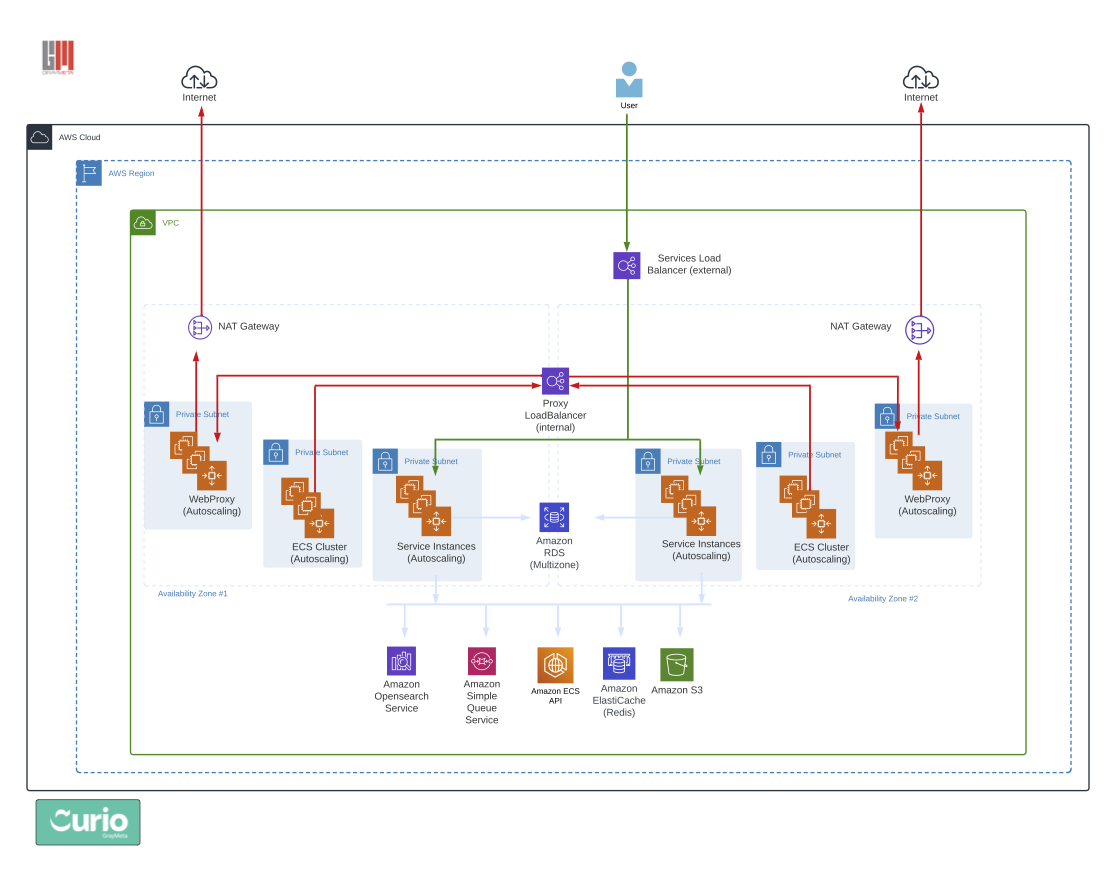 GRAYMETA
Internet
User
Internet
AWS Cloud
AWS Region
VPC
Services Load
Balancer (external)
NAT Gateway
NAT Gateway
Proxy
LoadBalancer
(internal)
Private Subnet
WebProxy
(Autoscaling)
Private Subnet
ECS Cluster
(Autoscaling)
Private Subnet
Service Instances
(Autoscaling)
Amazon
RDS
(Multizone)
Private Subnet
Service Instances
(Autoscaling)
Private Subnet
ECS Cluster
(Autoscaling)
Private Subnet
WebProxy
(Autoscaling)
Availability Zone #1
Availability Zone #2
Amazon
Opensearch
Service
Amazon
Simple
Queue
Service
Amazon ECS
API
Amazon
ElastiCache
(Redis)
Amazon S3
Curio
GrayMeta